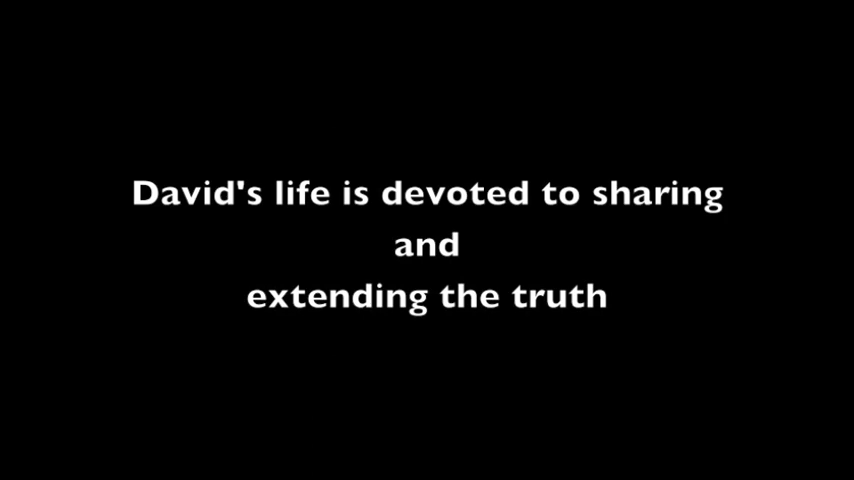 David's life is devoted to sharing
and
extending the truth